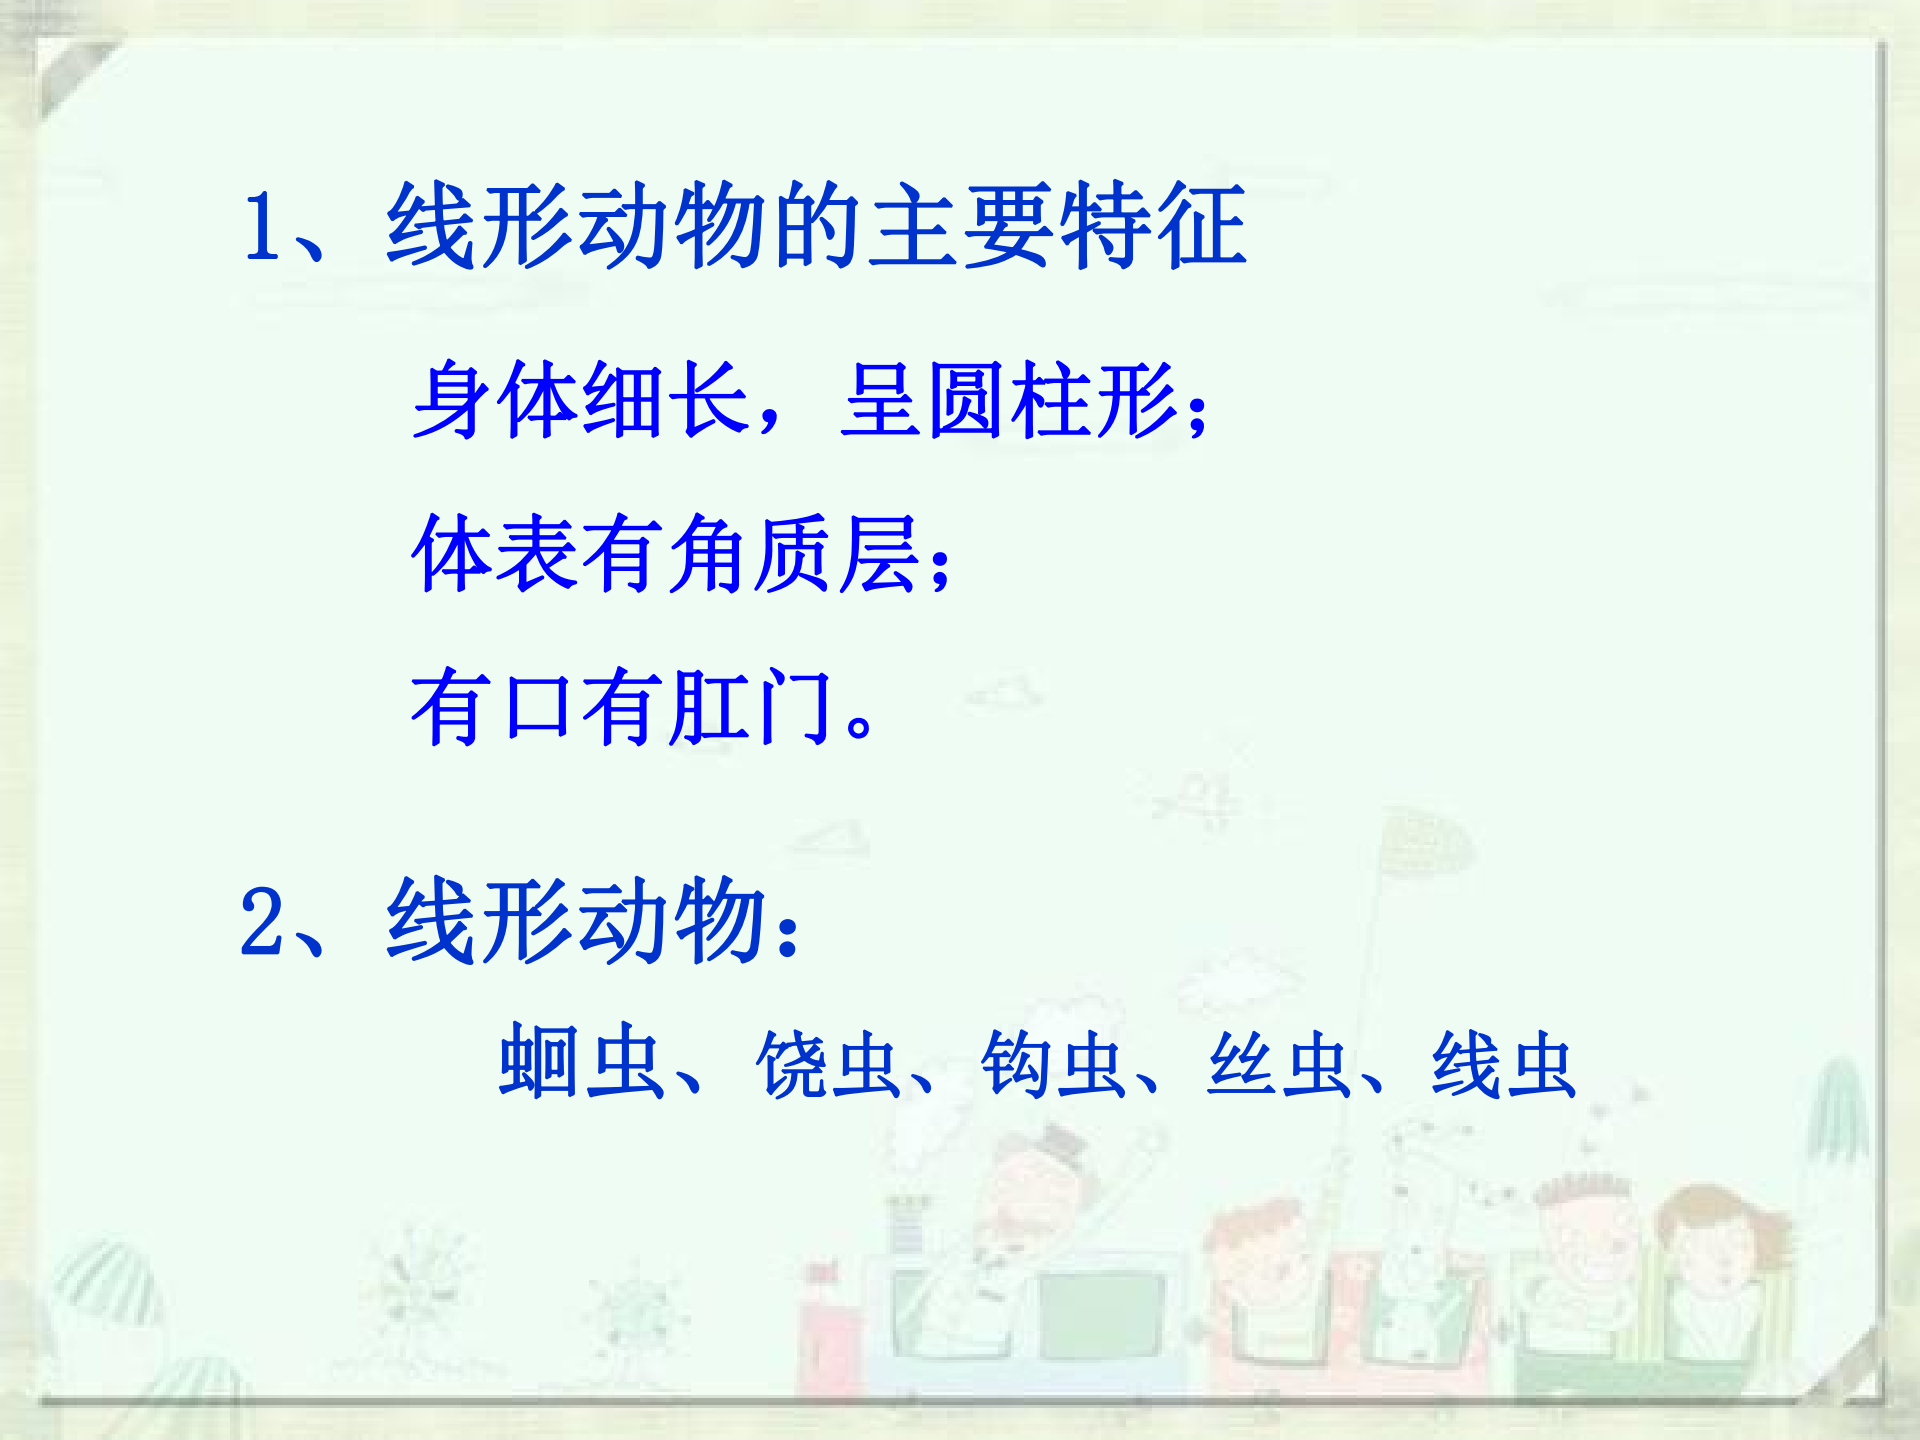 1、线形动物的主要特征
身体细长，呈圆柱形；
体表有角质层；
有口有肛门。
2、线形动物：
蛔虫、饶虫、钩虫、丝虫、线虫